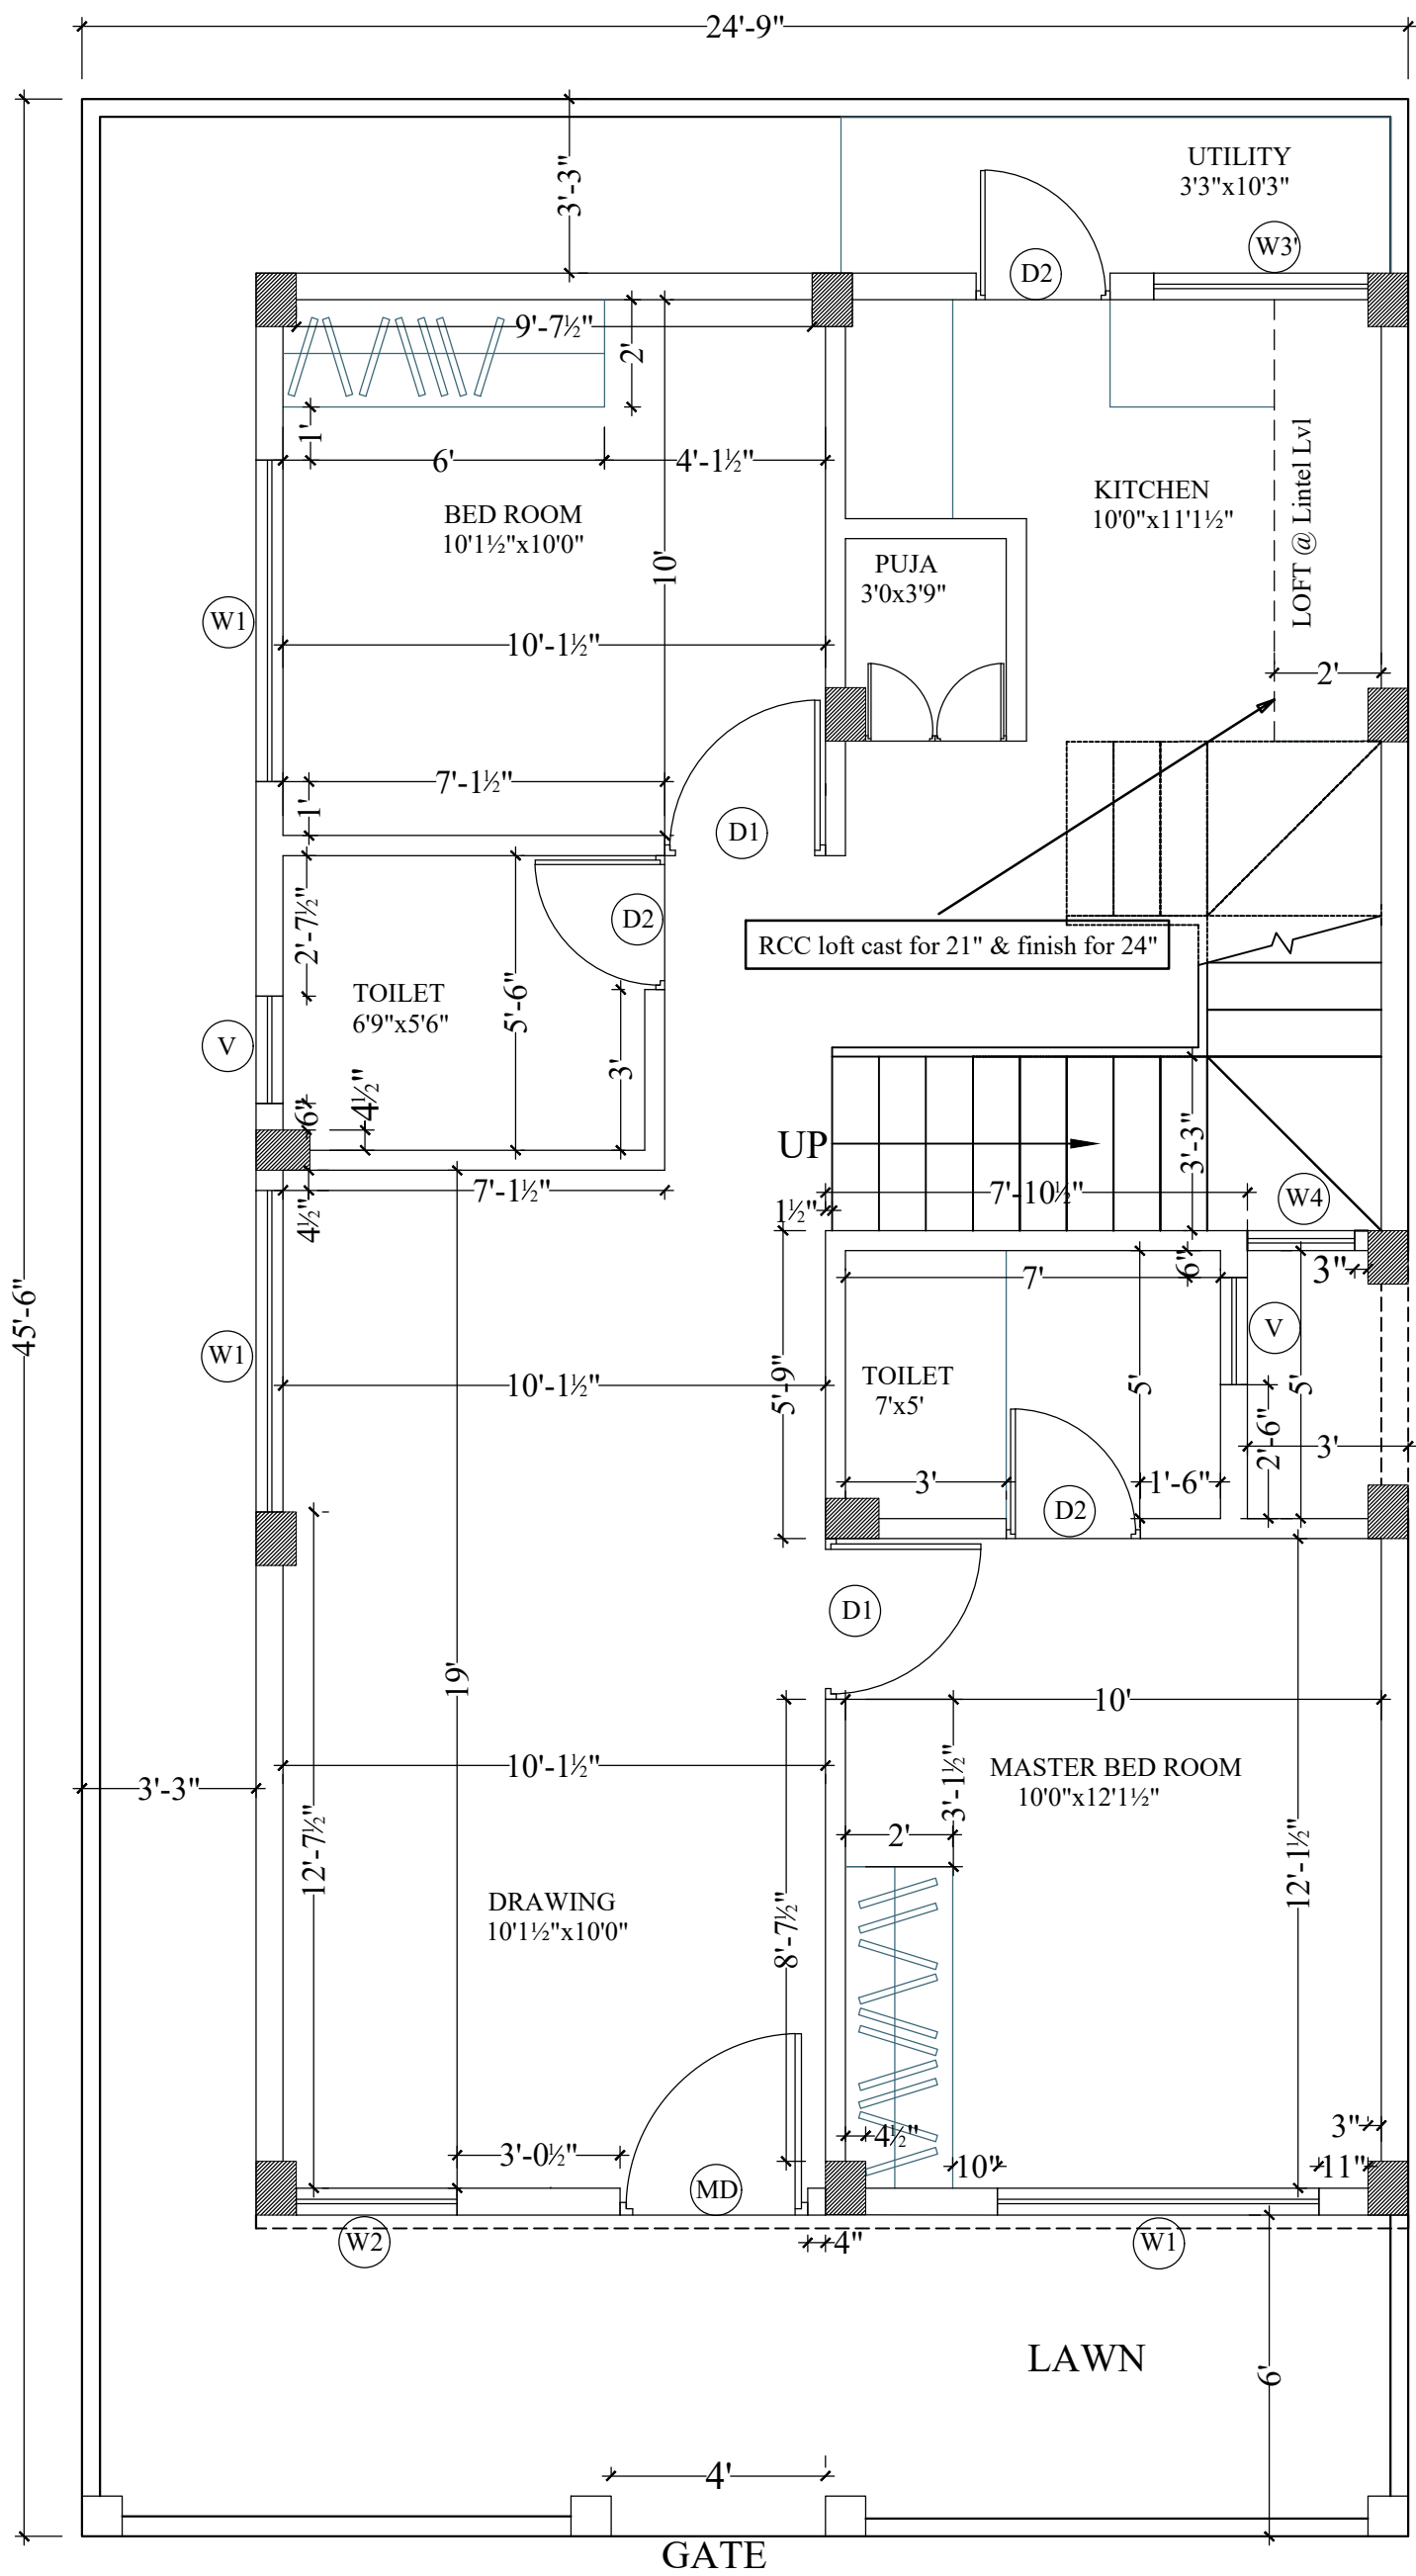 24'-9"
3'-3"
UTILITY
3'3"x10'3"
W3'
D2
9'-7½"
2'
1'
6'
4'-1½"
BED ROOM
10'1½"x10'0"
KITCHEN
10'0"x11'1½"
LOFT @ Lintel Lvl
10'
PUJA
3'0x3'9"
W1
10'-1½"
2'
7'-1½"
1'
D1
2'-7½"
D2
RCC loft cast for 21" & finish for 24"
TOILET
6'9"x5'6"
5'-6"
V
3'
6"
4½"
UP
3'-3"
7'-1½"
4½"
7'-10½"
1½"
W4
6"
3"
7'
45'-6"
W1
V
10'-1½"
5'-9"
TOILET
7'x5'
5'
5'
2'-6"
3'
3'
1'-6"
D2
D1
19'
10'
10'-1½"
MASTER BED ROOM
10'0"x12'1½"
3'-3"
3'-1½"
2'
12'-7½"
12'-1½"
DRAWING
10'1½"x10'0"
8'-7½"
3"
4½"
3'-0½"
10"
11"
MD
W2
4"
W1
LAWN
6'
4'
GATE